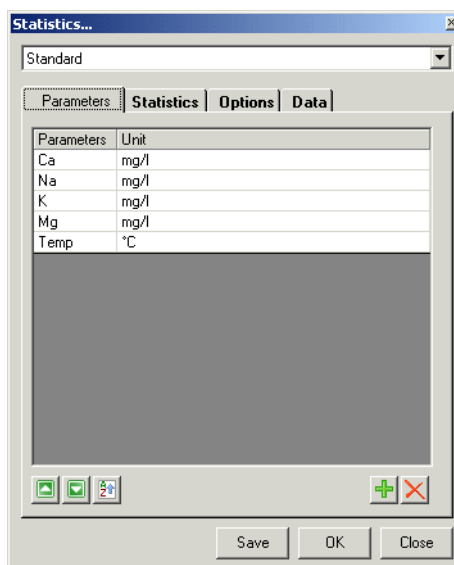 Statistics...
Standard
Parameters Statistics Options Data
Parameters Unit
Ca mg/l
Na mg/l
K mg/l
Mg mg/l
Temp °C
Save OK Close